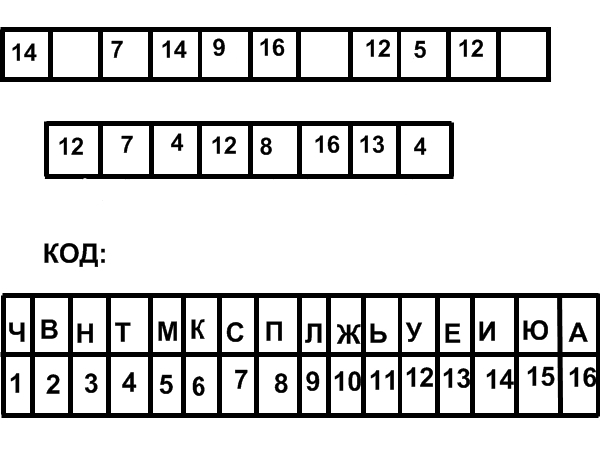 14 7 14 9 16 12 5 12
12 7 4 12 8 16 13 4
КОД:
Ч В Н Т М К С П Л Ж Ь У Е И Ю А
1 2 3 4 5 6 7 8 9 10 11 12 13 14 15 16